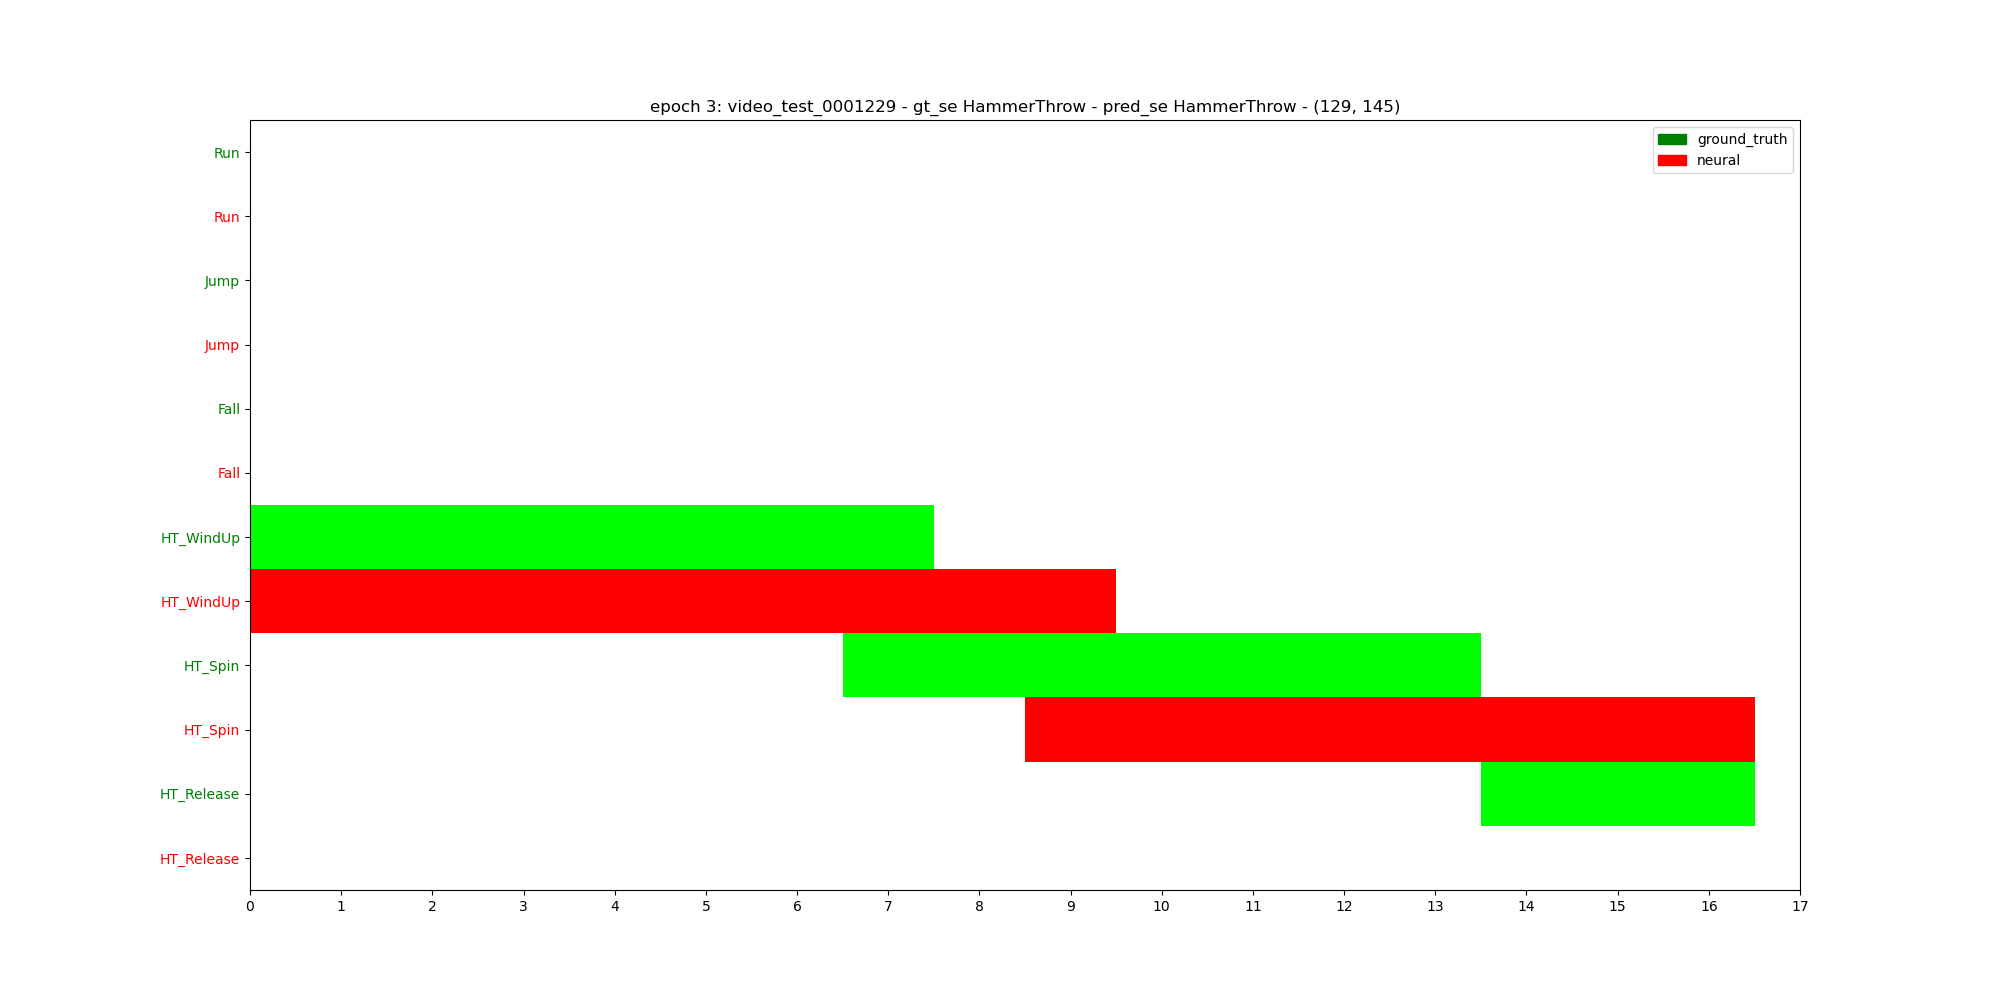 epoch 3: video_test_0001229 - gt_se HammerThrow - pred_se HammerThrow - (129, 145)
ground_truth
neural
Run
Run
Jump
Jump
Fall
Fall
HT_WindUp
HT_WindUp
HT_Spin
HT_Spin
HT_Release
HT_Release
0 1 2 3 4 5 6 7 8 9 10 11 12 13 14 15 16 17